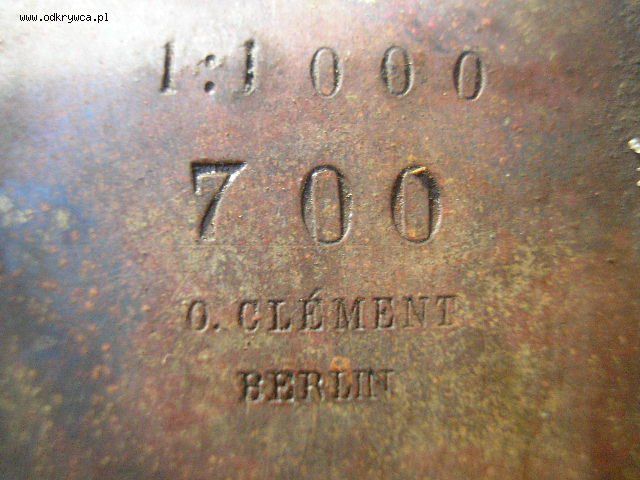 www.odkrywca.pl
1:1000
700
O. CLÉMENT
BERLIN